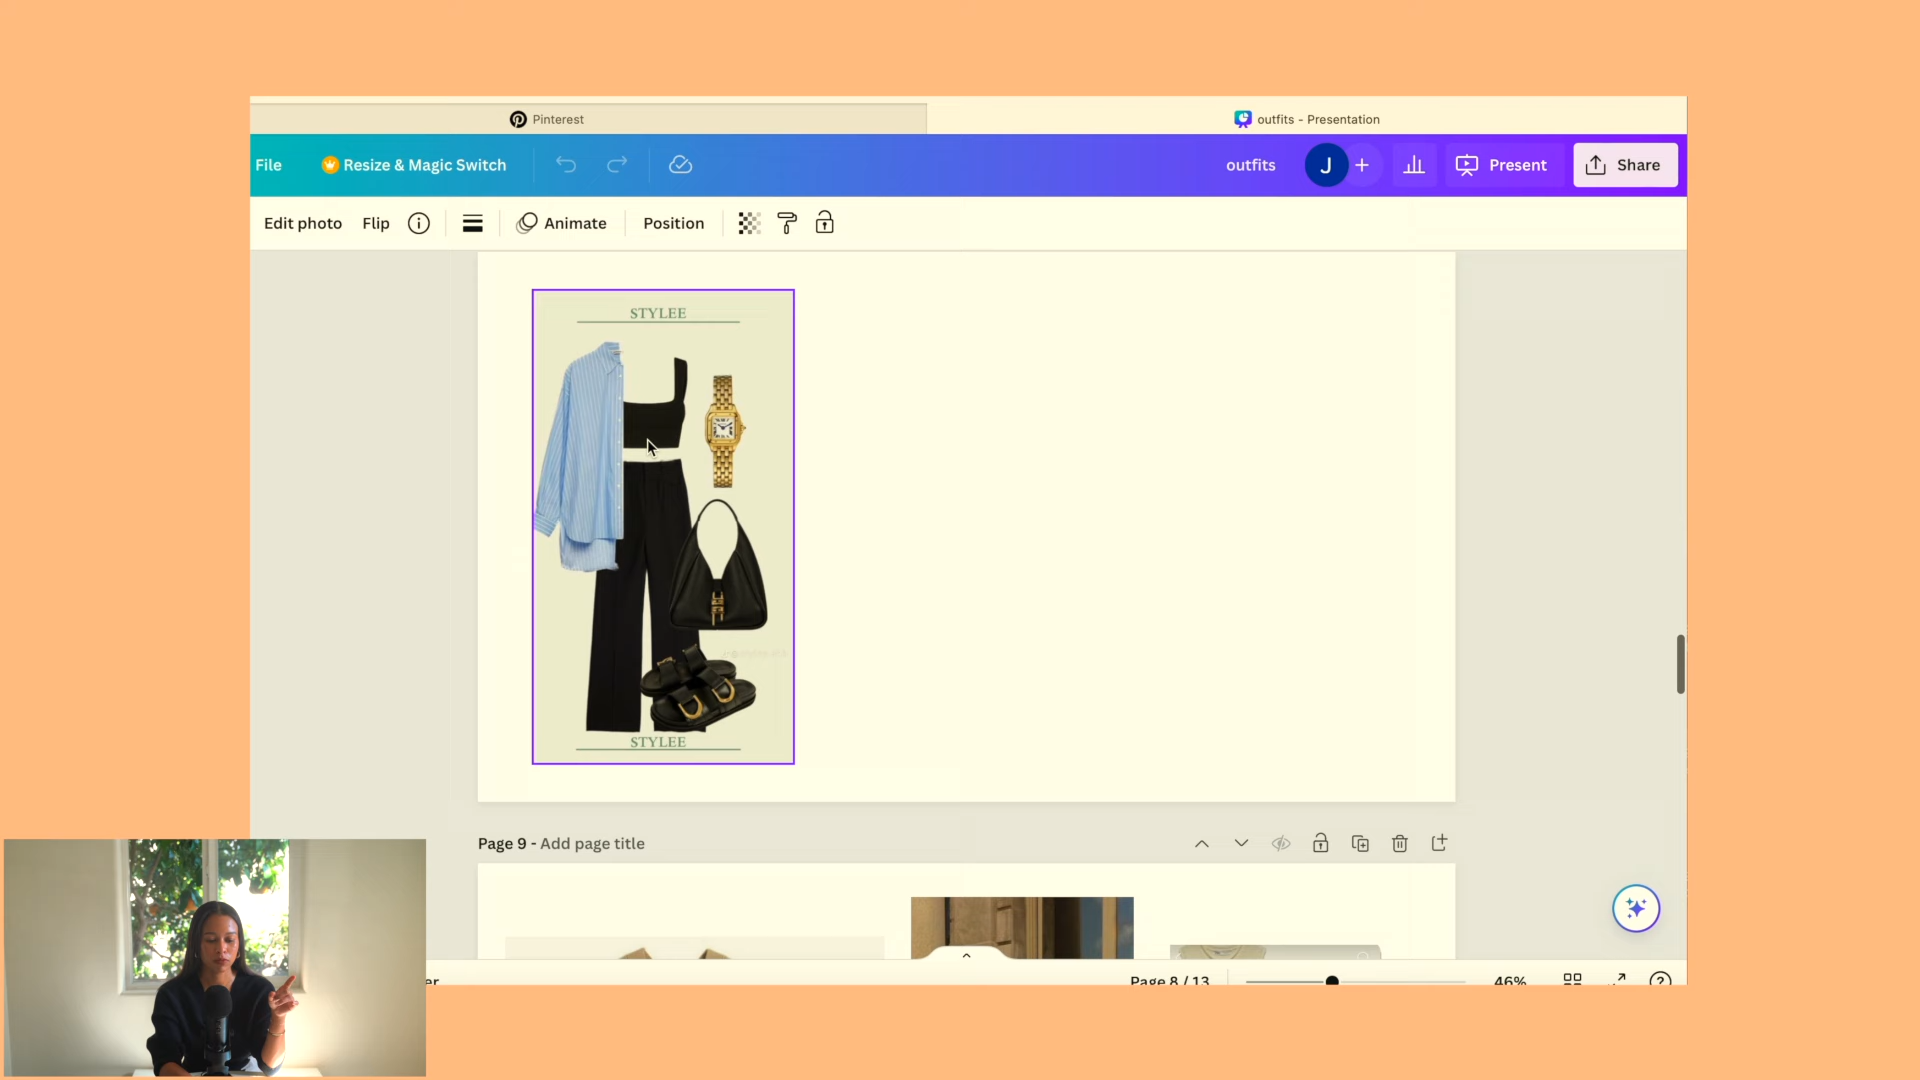 Pinterest
outfits - Presentation
File
Resize & Magic Switch
outfits
J
+
Present
Share
Edit photo
Flip
Animate
Position
STYLEE
STYLEE
Page 9 - Add page title
Page 8 / 13
46%
?